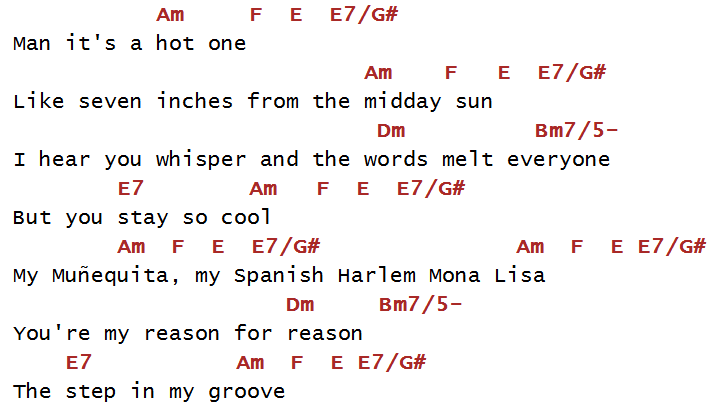 Am F E E7/G#
Man it's a hot one
Am F E E7/G#
Like seven inches from the midday sun
Dm Bm7/5-
I hear you whisper and the words melt everyone
E7 Am F E E7/G#
But you stay so cool
Am F E E7/G# Am F E E7/G#
My Muñequita, my Spanish Harlem Mona Lisa
Dm Bm7/5-
You're my reason for reason
E7 Am F E E7/G#
The step in my groove